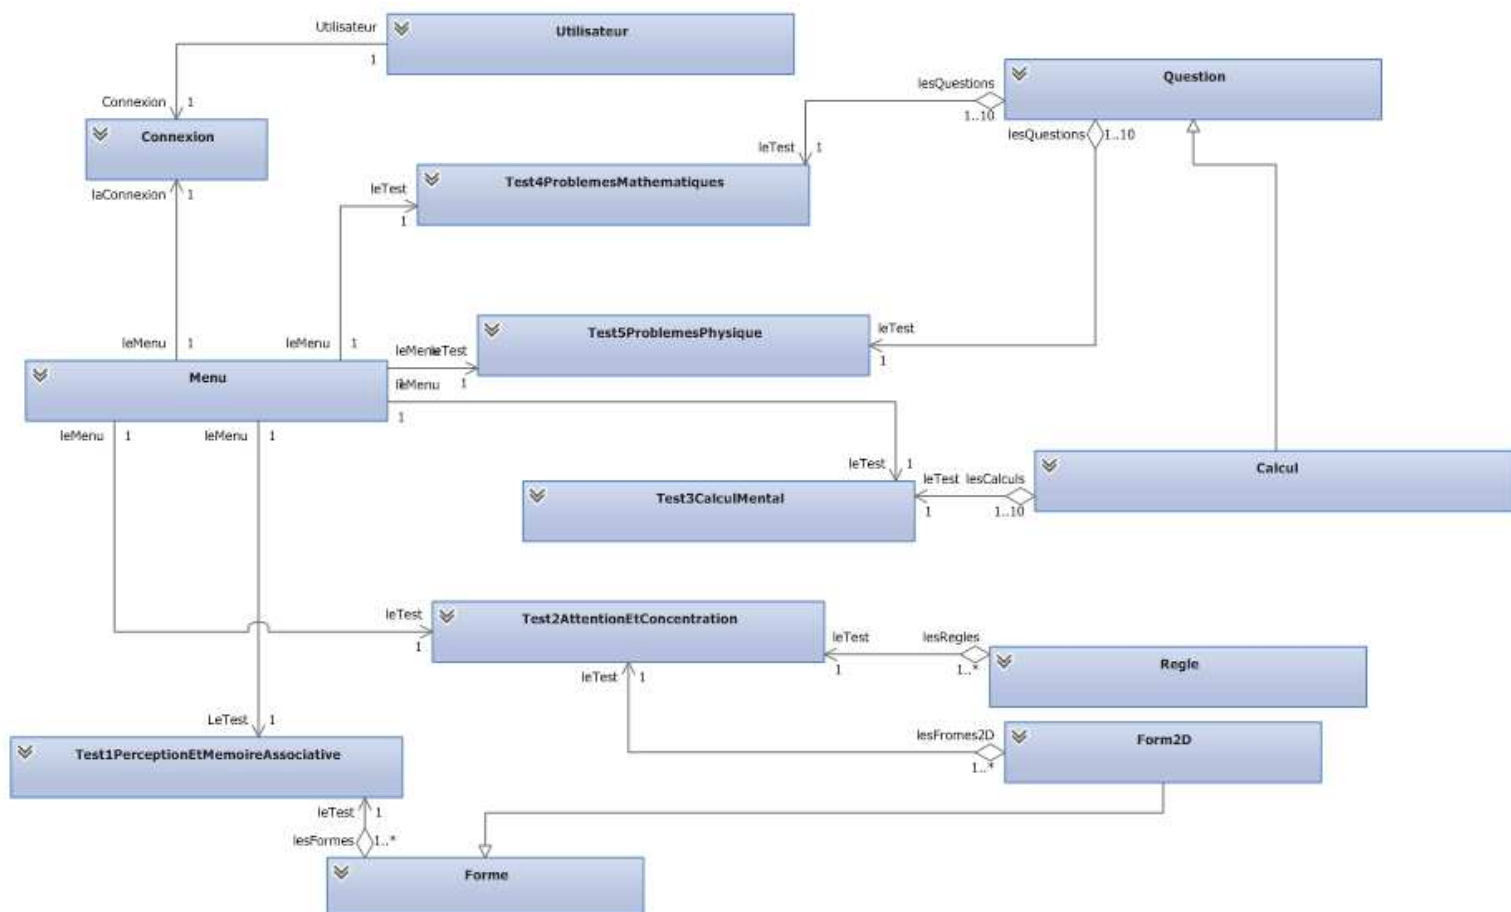 Utilisateur
Utilisateur
1
Connexion
1
Connexion
laConnexion
1
Question
lesQuestions
1..10
lesQuestions
1..10
leTest
1
Test4ProblemesMathematiques
leTest
1
leMenu
1
leMenu
1
Test5ProblemesPhysique
leTest
1
leMenu
leTest
1
Menu
leMenu
1
leMenu
1
leMenu
1
leTest
1
Calcul
leTest
lesCalculs
1
1..10
Test3CalculMental
Test2AttentionEtConcentration
leTest
1
leTest
lesRegles
1
1..*
Regle
leTest
1
lesFromes2D
1..*
Form2D
LeTest
1
Test1PerceptionEtMemoireAssociative
leTest
1
lesFormes
1..*
Forme